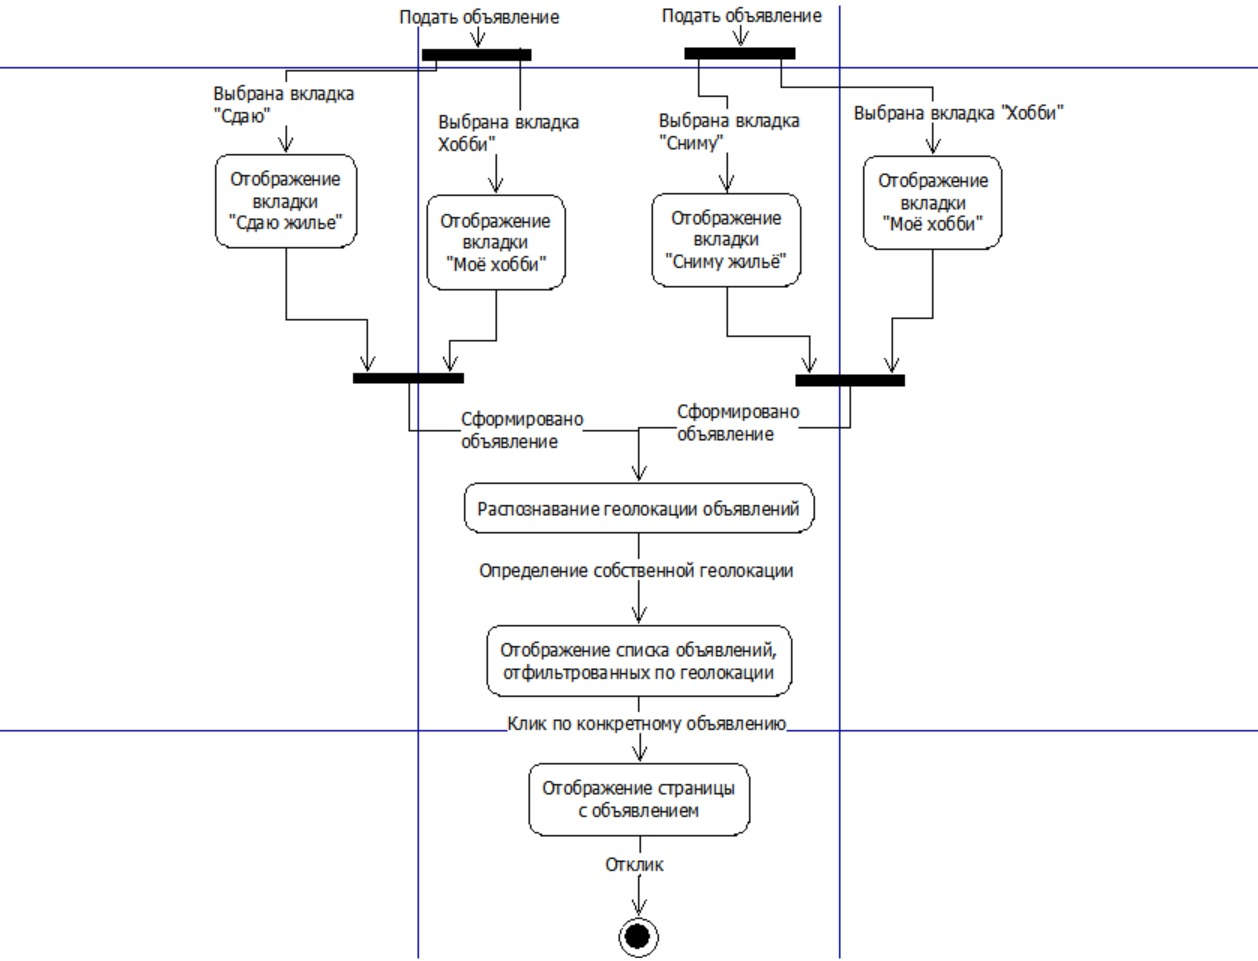 Подать объявление
Подать объявление
Выбрана вкладка
"Сдаю"
Выбрана вкладка
Хобби"
Выбрана вкладка
"Сниму"
Выбрана вкладка "Хобби"
Отображение
вкладки
"Сдаю жилье"
Отображение
вкладки
"Моё хобби"
Отображение
вкладки
"Сниму жильё"
Отображение
вкладки
"Моё хобби"
Сформировано
объявление
Сформировано
объявление
Распознавание геолокации объявлений
Определение собственной геолокации
Отображение списка объявлений,
отфильтрованных по геолокации
Клик по конкретному объявлению
Отображение страницы
с объявлением
Отклик